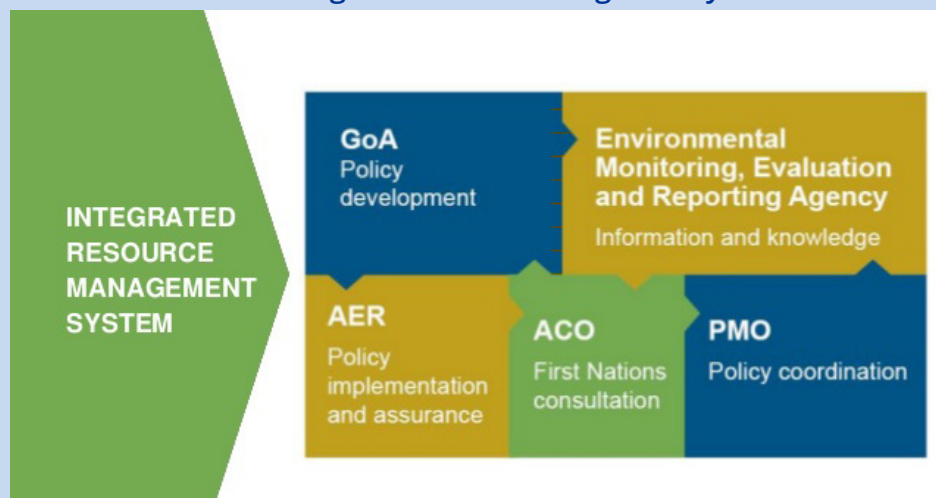 INTEGRATED
RESOURCE
MANAGEMENT
SYSTEM
GoA
Policy
development
Environmental
Monitoring, Evaluation
and Reporting Agency
Information and knowledge
AER
Policy
implementation
and assurance
ACO
First Nations
consultation
PMO
Policy coordination